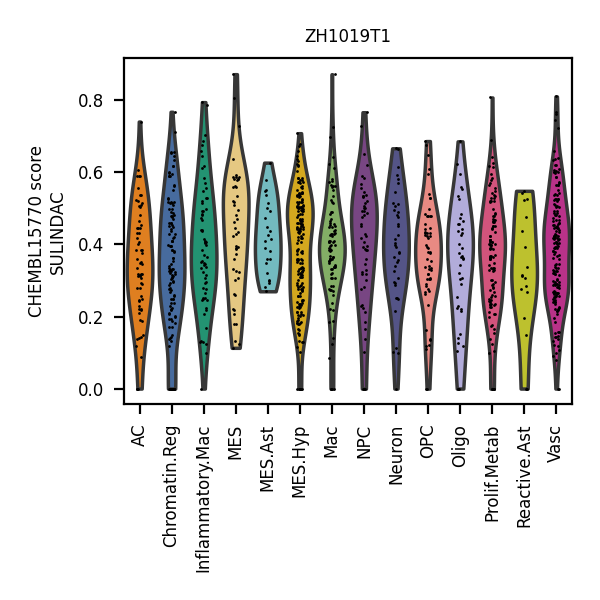 ZH1019T1
CHEMBL15770 score
SULINDAC
0.8
0.6
0.4
0.2
0.0
AC
Chromatin.Reg
Inflammatory.Mac
MES
MES.Ast
MES.Hyp
Mac
NPC
Neuron
OPC
Oligo
Prolif.Metab
Reactive.Ast
Vasc